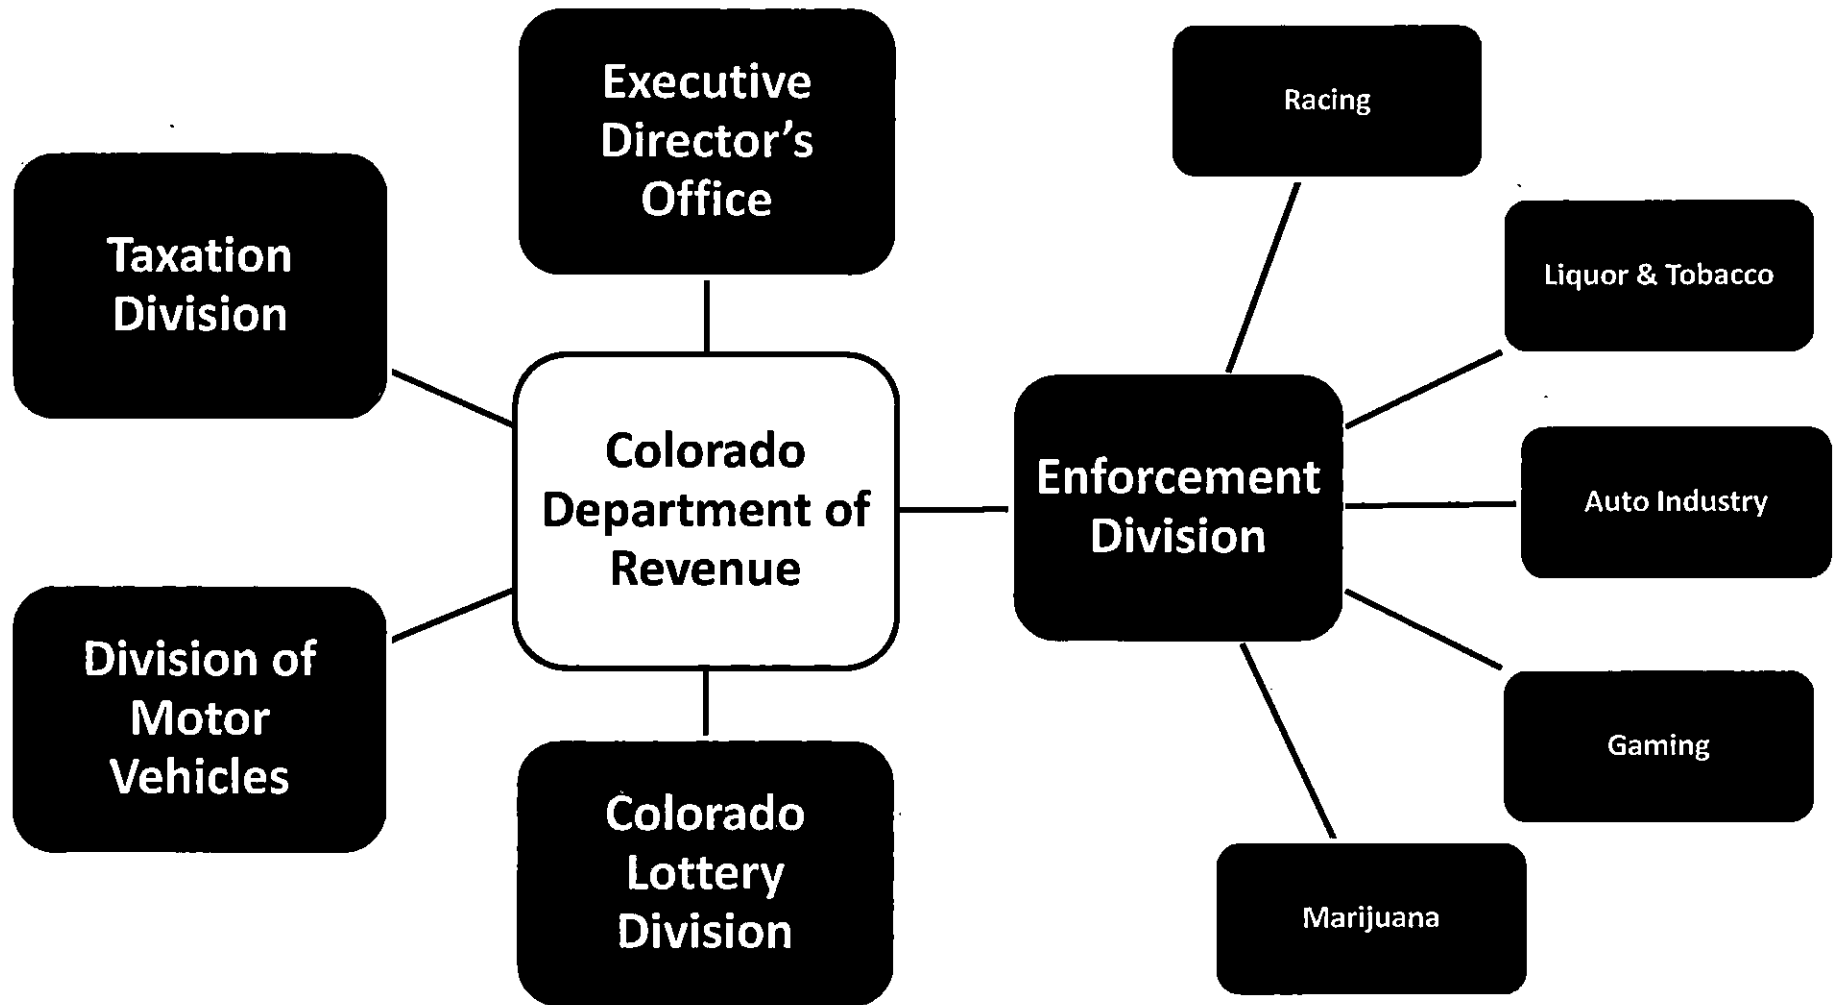 Executive
Director's
Office
Racing
Taxation
Division
Liquor & Tobacco
Colorado
Department of
Revenue
Enforcement
Division
Auto Industry
Division of
Motor
Vehicles
Gaming
Colorado
Lottery
Division
Marijuana